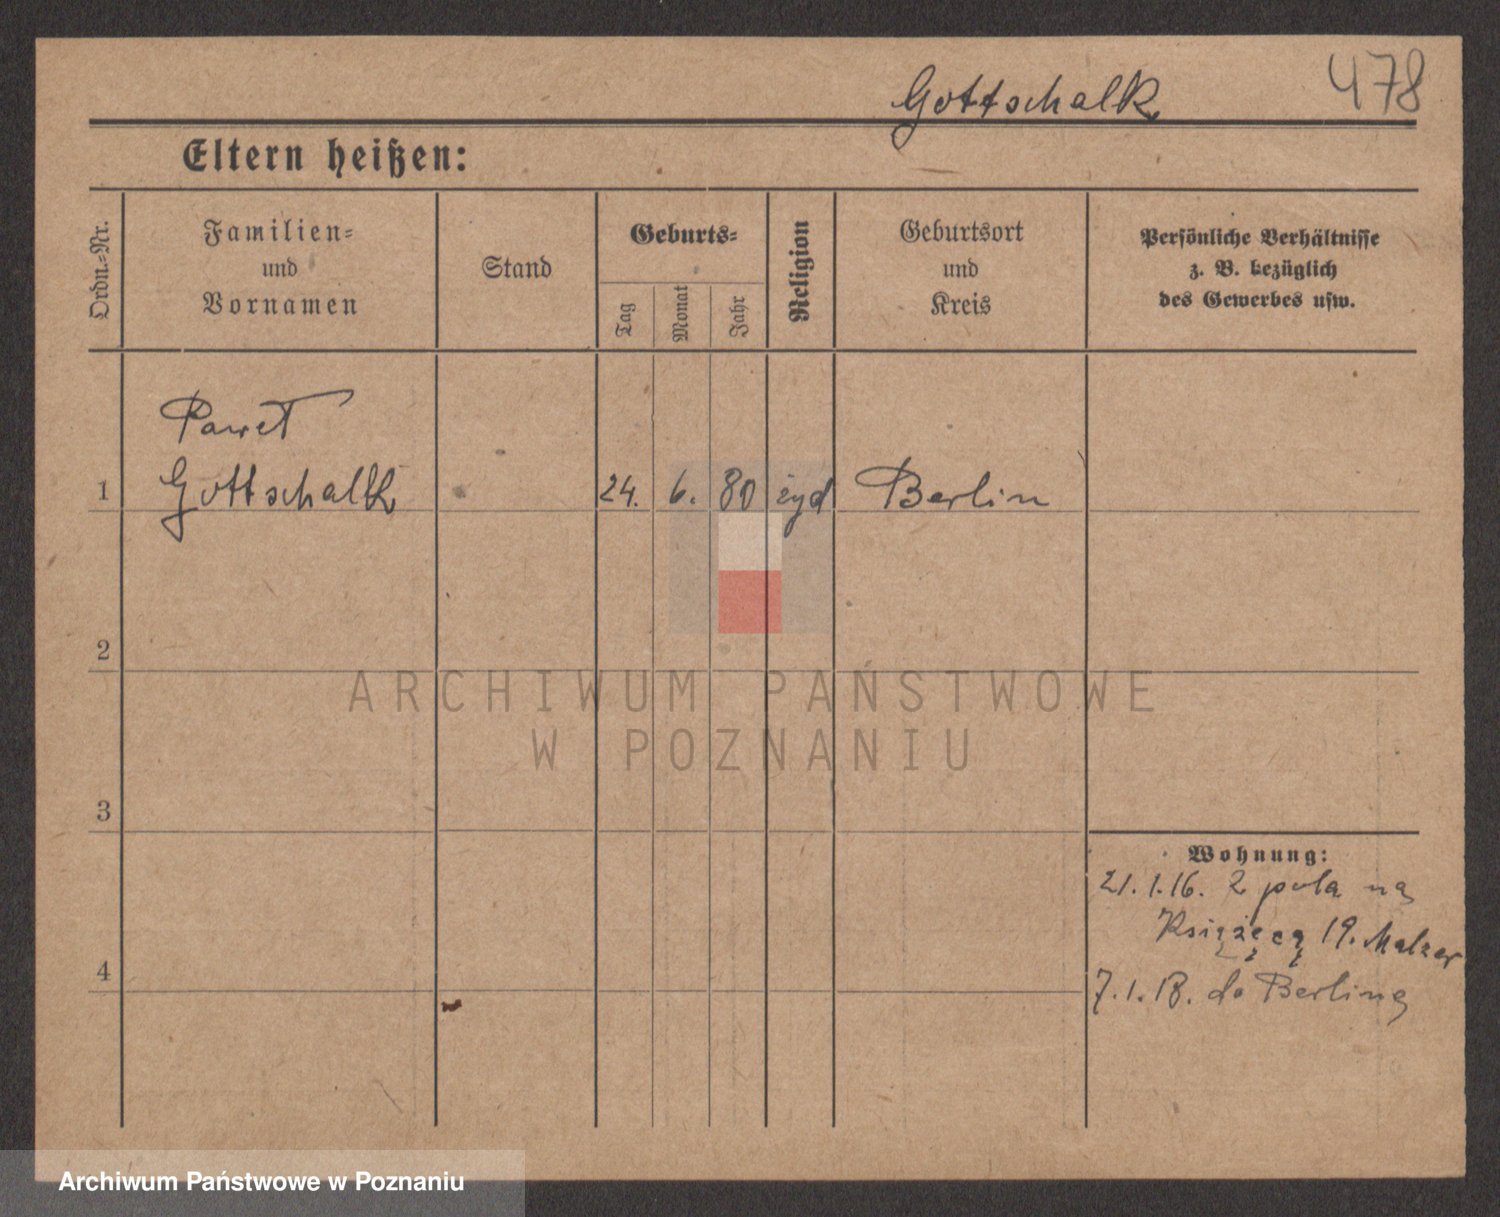 Gottschalk 478
Eltern heißen:
Ordn.-Nr.
Familien-
und
Vornamen
Stand
Geburts-
Tag
Monat
Jahr
Religion
Geburtsort
und
Kreis
Persönliche Verhältnisse
z. B. bezüglich
des Gewerbes usw.
Paweł
1 Gottschalk 24. 6. 80 żyd Berlin
2
ARCHIWUM PAŃSTWOWE
W POZNANIU
3
Wohnung:
21.1.16. z pola na
Książęcą 19. Malzer
4
7.1.18. do Berlina
Archiwum Państwowe w Poznaniu